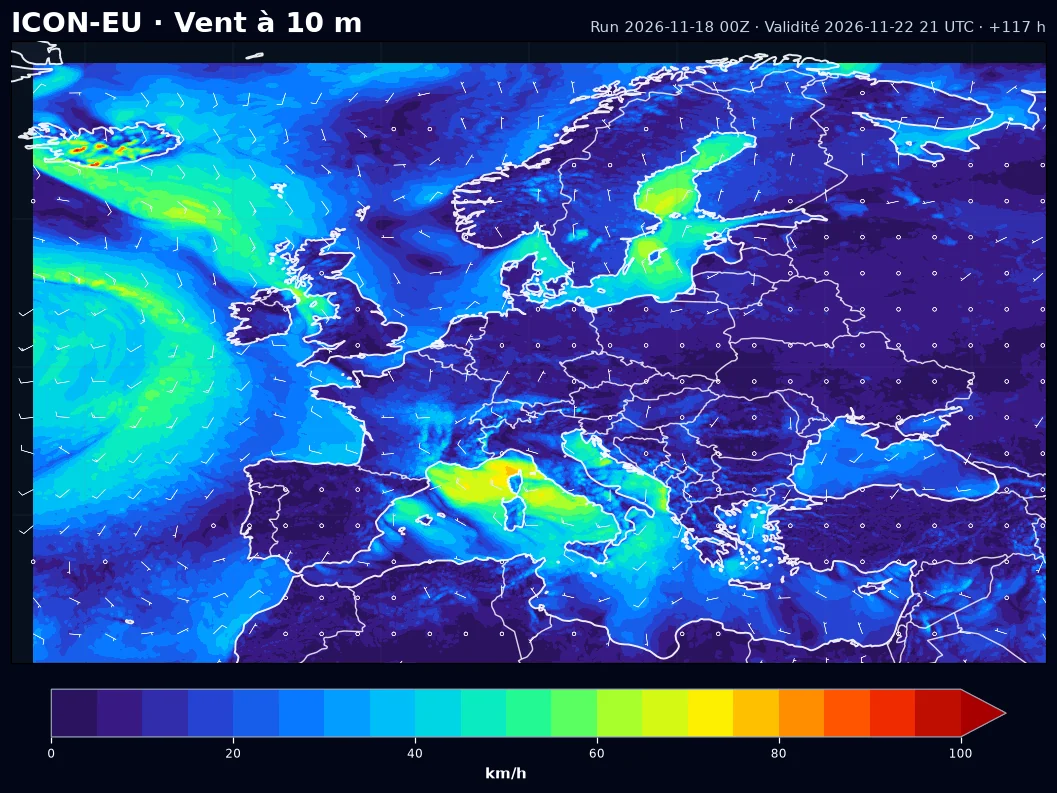 ICON-EU · Vent à 10 m
Run 2026-11-18 00Z · Validité 2026-11-22 21 UTC · +117 h
0 20 40 60 80 100
km/h